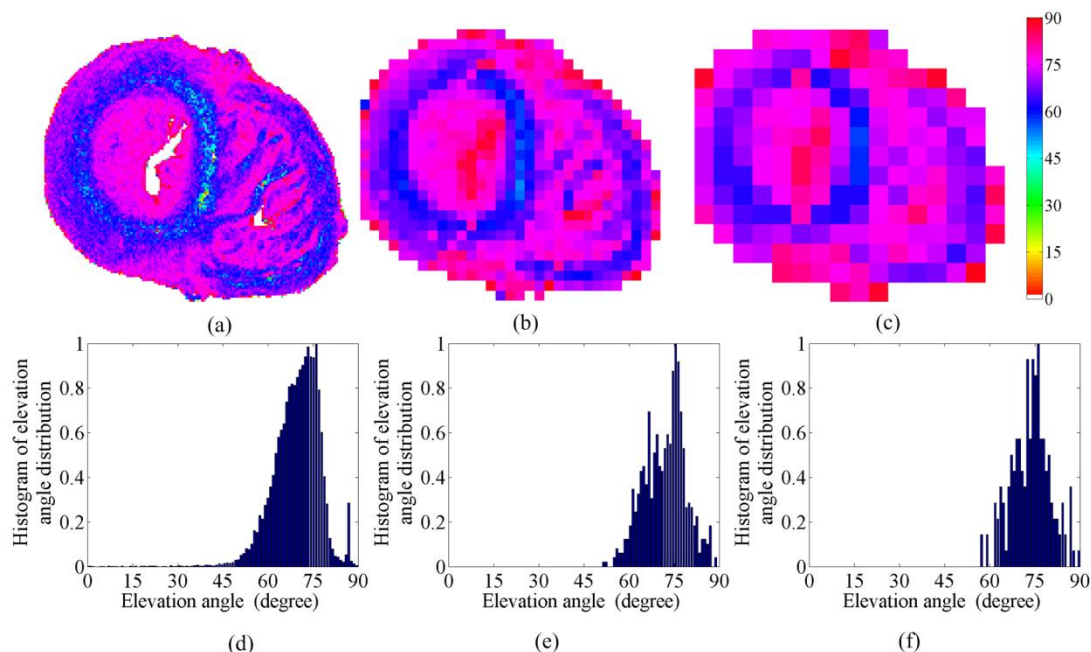 90
75
60
45
30
15
0
(a)
(b)
(c)
Histogram of elevation
angle distribution
1
0.8
0.6
0.4
0.2
0
0 15 30 45 60 75 90
Elevation angle (degree)
(d)
Histogram of elevation
angle distribution
1
0.8
0.6
0.4
0.2
0
0 15 30 45 60 75 90
Elevation angle (degree)
(e)
Histogram of elevation
angle distribution
1
0.8
0.6
0.4
0.2
0
0 15 30 45 60 75 90
Elevation angle (degree)
(f)